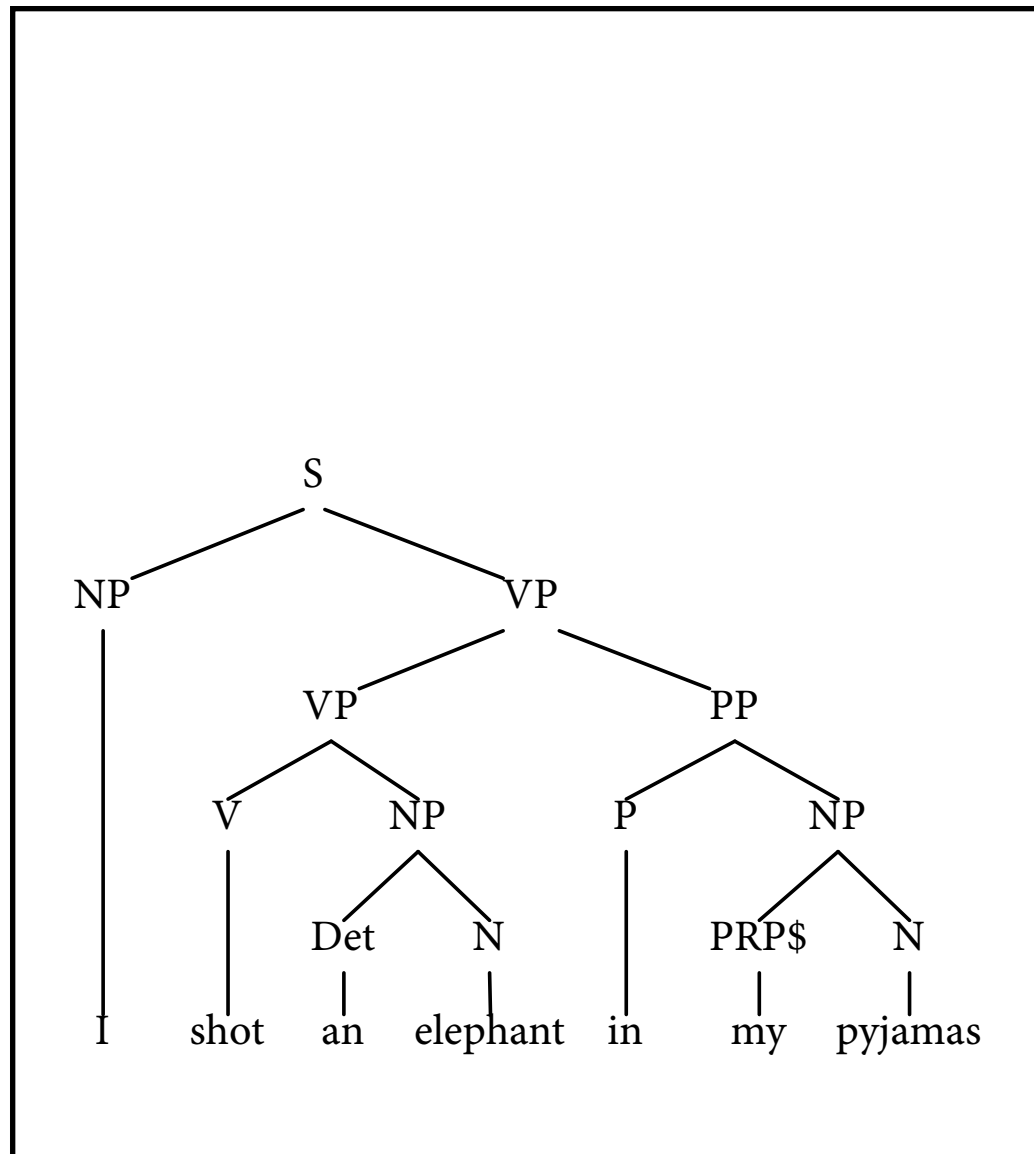 S
NP VP
VP PP
V NP P NP
Det N PRP$ N
I shot an elephant in my pyjamas